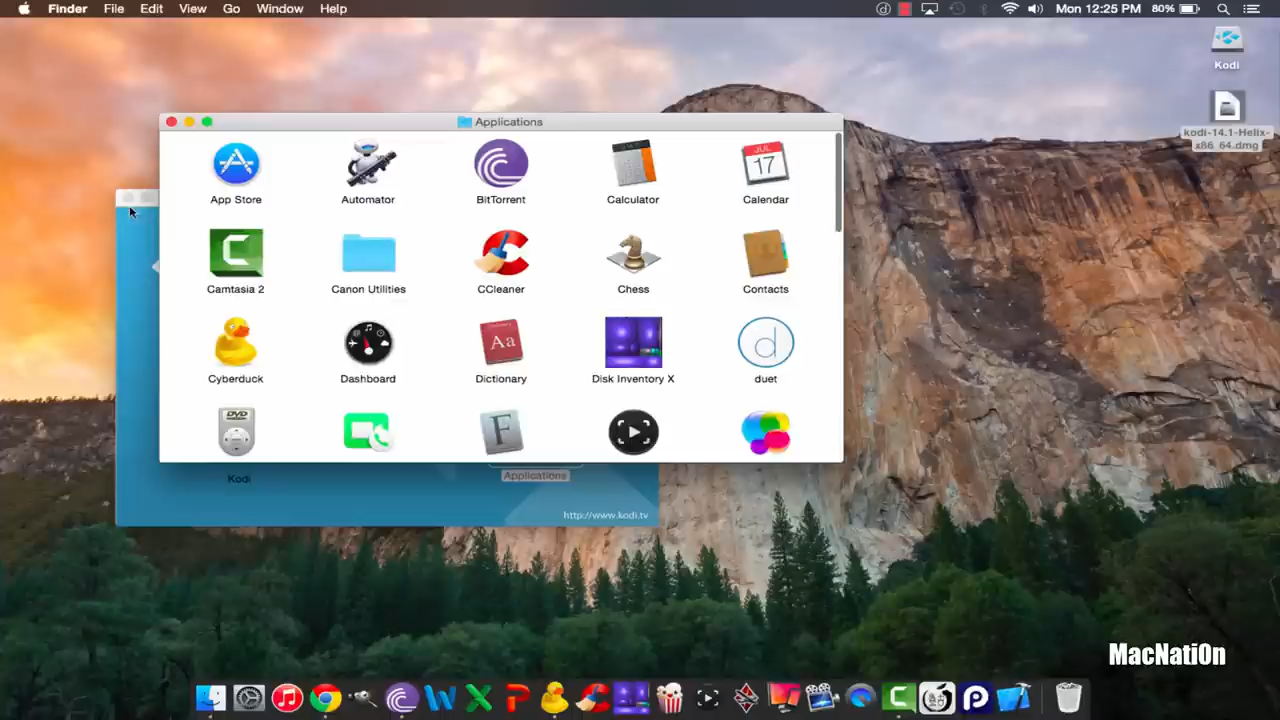 Finder File Edit View Go Window Help
Mon 12:25 PM 80%
Kodi
kodi-14.1-Helix-
x86_64.dmg
Applications
App Store Automator BitTorrent Calculator Calendar
JUL
17
Camtasia 2 Canon Utilities CCleaner Chess Contacts
Aa
d
Cyberduck Dashboard Dictionary Disk Inventory X duet
DVD
F
Kodi
Applications
http://www.kodi.tv
MacNatiOn